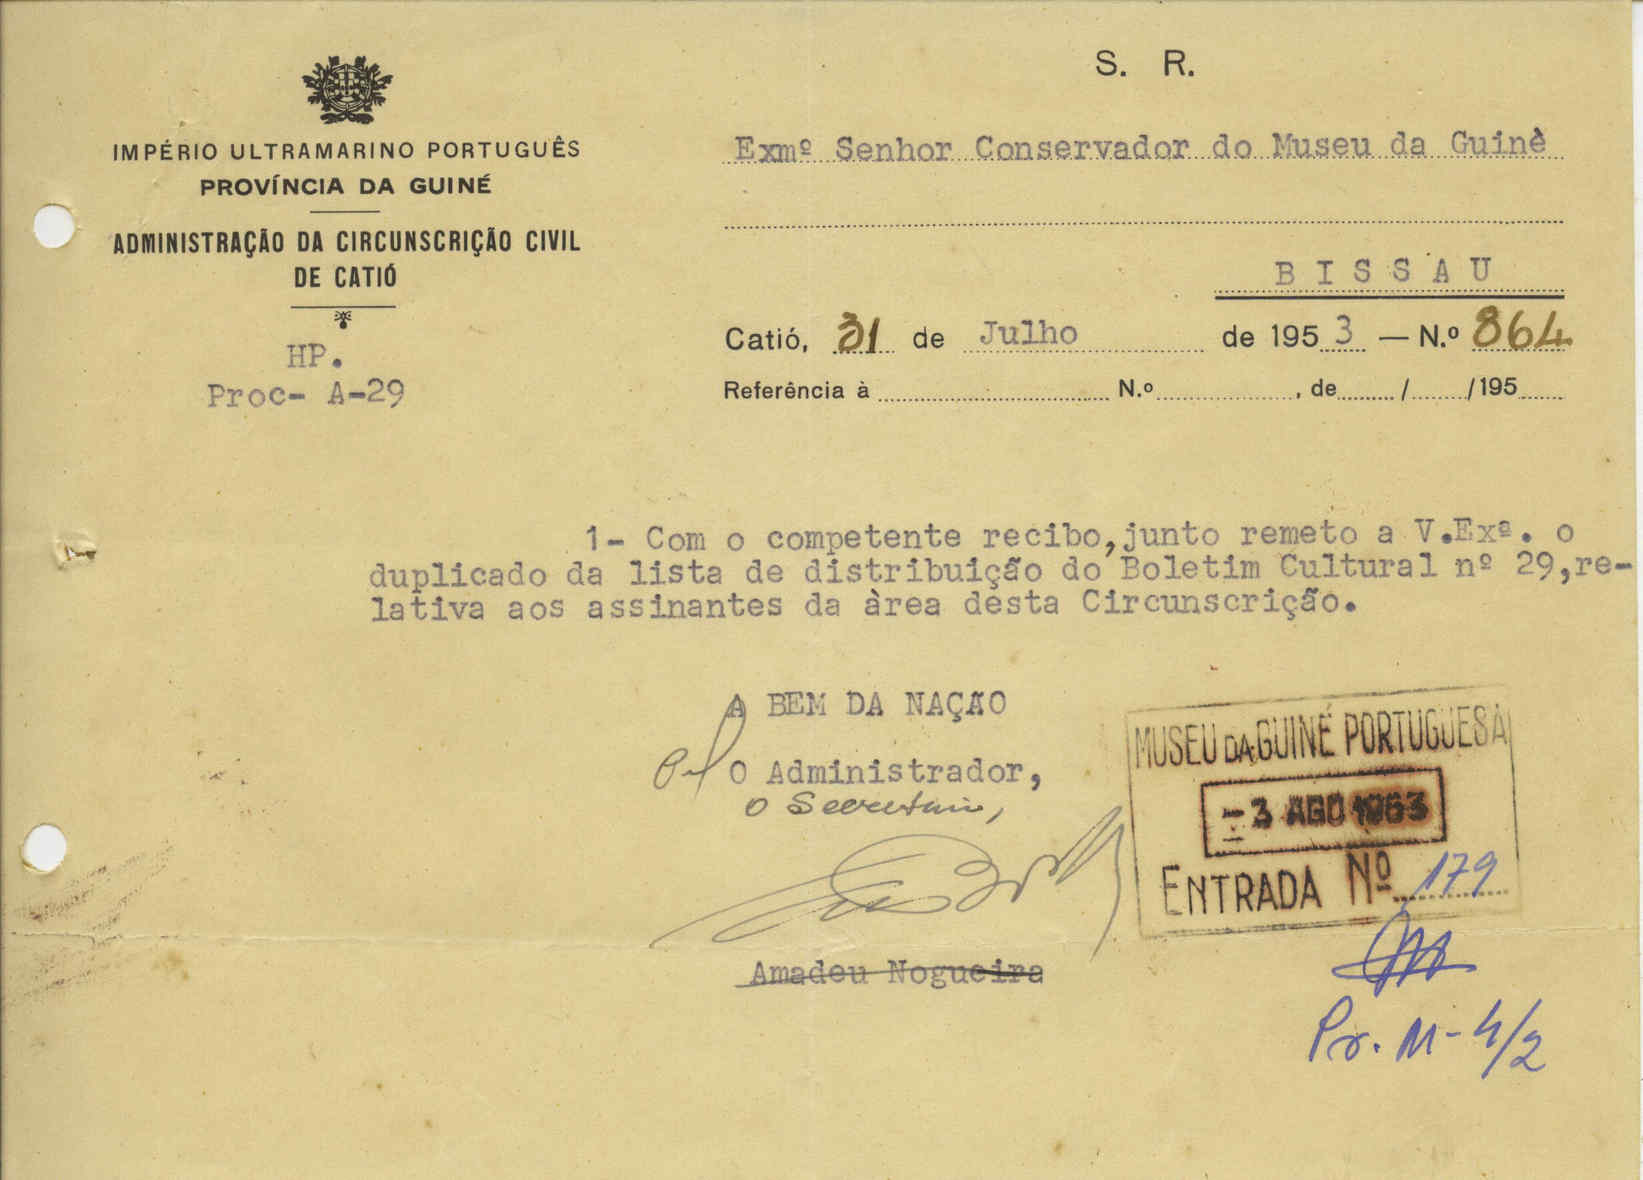 S. R.
IMPÉRIO ULTRAMARINO PORTUGUÊS
PROVÍNCIA DA GUINÉ
ADMINISTRAÇÃO DA CIRCUNSCRIÇÃO CIVIL
DE CATIÓ
HP.
Proc- A-29
Exmº Senhor Conservador do Museu da Guinè
B I S S A U
Catió, 31 de Julho de 1953 — N.º 864
Referência à N.º , de / /195
1- Com o competente recibo,junto remeto a V.Exª. o
duplicado da lista de distribuição do Boletim Cultural nº 29,re-
lativa aos assinantes da àrea desta Circunscrição.
A BEM DA NAÇÃO
Pel O Administrador,
O Secretario,
Amadeu Nogueira
MUSEU DA GUINÉ PORTUGUESA
-3 AGO 1953
ENTRADA Nº 179
Pr. M-4/2